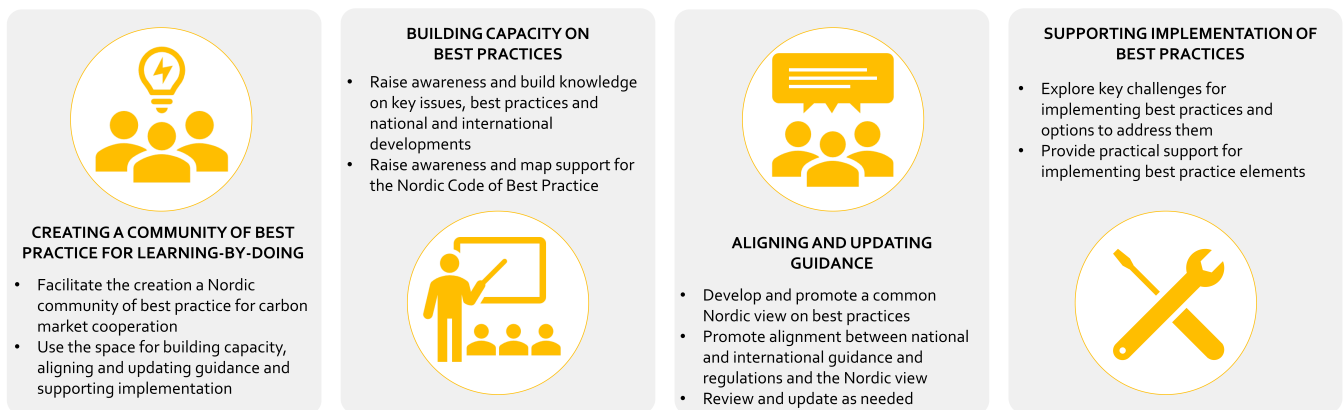 CREATING A COMMUNITY OF BEST
PRACTICE FOR LEARNING-BY-DOING
• Facilitate the creation a Nordic
community of best practice for carbon
market cooperation
• Use the space for building capacity,
aligning and updating guidance and
supporting implementation
BUILDING CAPACITY ON
BEST PRACTICES
• Raise awareness and build knowledge
on key issues, best practices and
national and international
developments
• Raise awareness and map support for
the Nordic Code of Best Practice
ALIGNING AND UPDATING
GUIDANCE
• Develop and promote a common
Nordic view on best practices
• Promote alignment between national
and international guidance and
regulations and the Nordic view
• Review and update as needed
SUPPORTING IMPLEMENTATION OF
BEST PRACTICES
• Explore key challenges for
implementing best practices and
options to address them
• Provide practical support for
implementing best practice elements